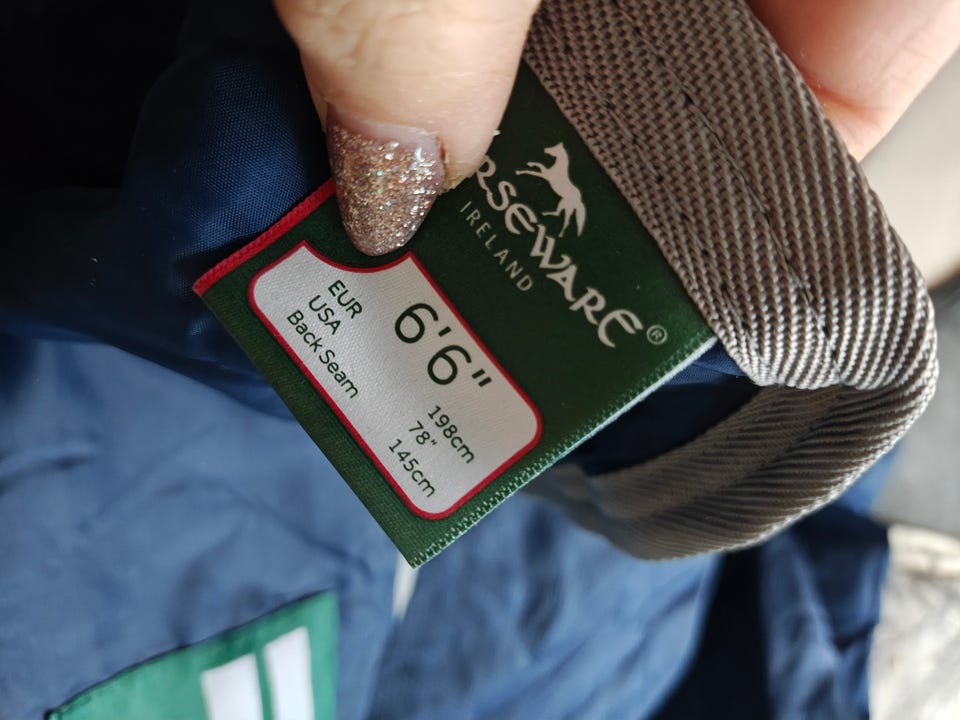 RSEWARE ®
IRELAND
6'6"
EUR 198cm
USA 78"
Back Seam 145cm